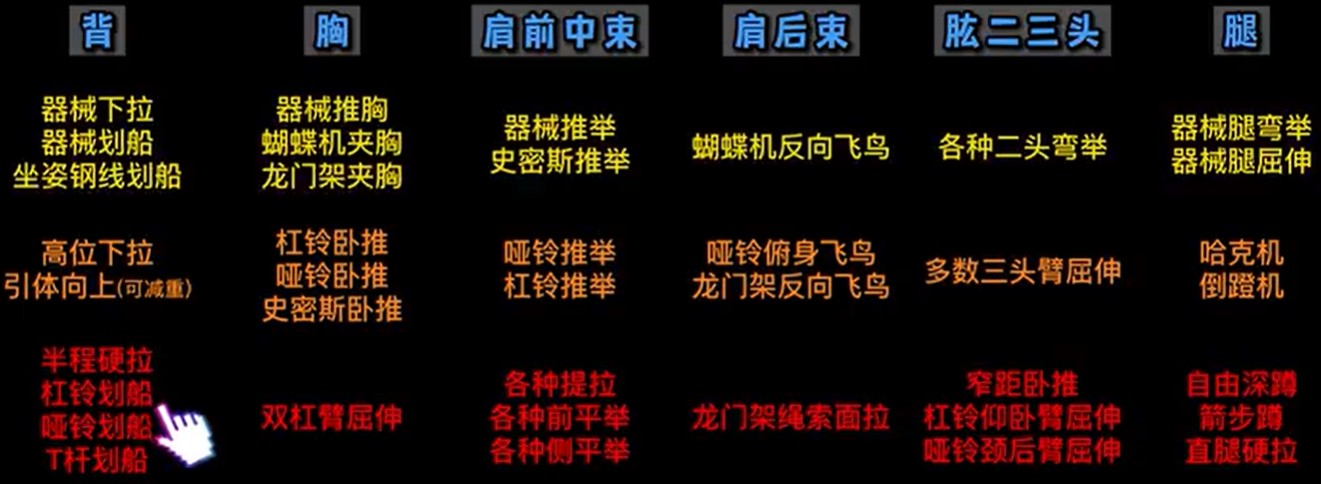 背
胸
肩前中束
肩后束
肱二三头
腿
器械下拉
器械划船
坐姿钢线划船
器械推胸
蝴蝶机夹胸
龙门架夹胸
器械推举
史密斯推举
蝴蝶机反向飞鸟
各种二头弯举
器械腿弯举
器械腿屈伸
高位下拉
引体向上(可减重)
杠铃卧推
哑铃卧推
史密斯卧推
哑铃推举
杠铃推举
哑铃俯身飞鸟
龙门架反向飞鸟
多数三头臂屈伸
哈克机
倒蹬机
半程硬拉
杠铃划船
哑铃划船
T杆划船
双杠臂屈伸
各种提拉
各种前平举
各种侧平举
龙门架绳索面拉
窄距卧推
杠铃仰卧臂屈伸
哑铃颈后臂屈伸
自由深蹲
箭步蹲
直腿硬拉